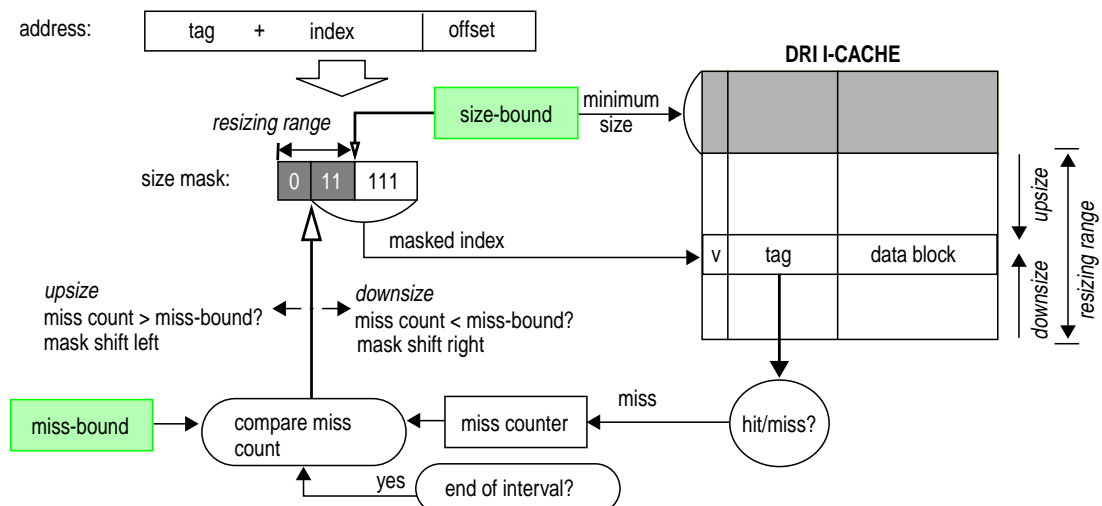 address:
tag + index offset
DRI I-CACHE
size-bound
minimum
size
resizing range
size mask:
0 11 111
masked index
v tag data block
upsize
downsize
resizing range
upsize
miss count > miss-bound?
mask shift left
downsize
miss count < miss-bound?
mask shift right
miss-bound
compare miss
count
miss counter
miss
hit/miss?
yes
end of interval?